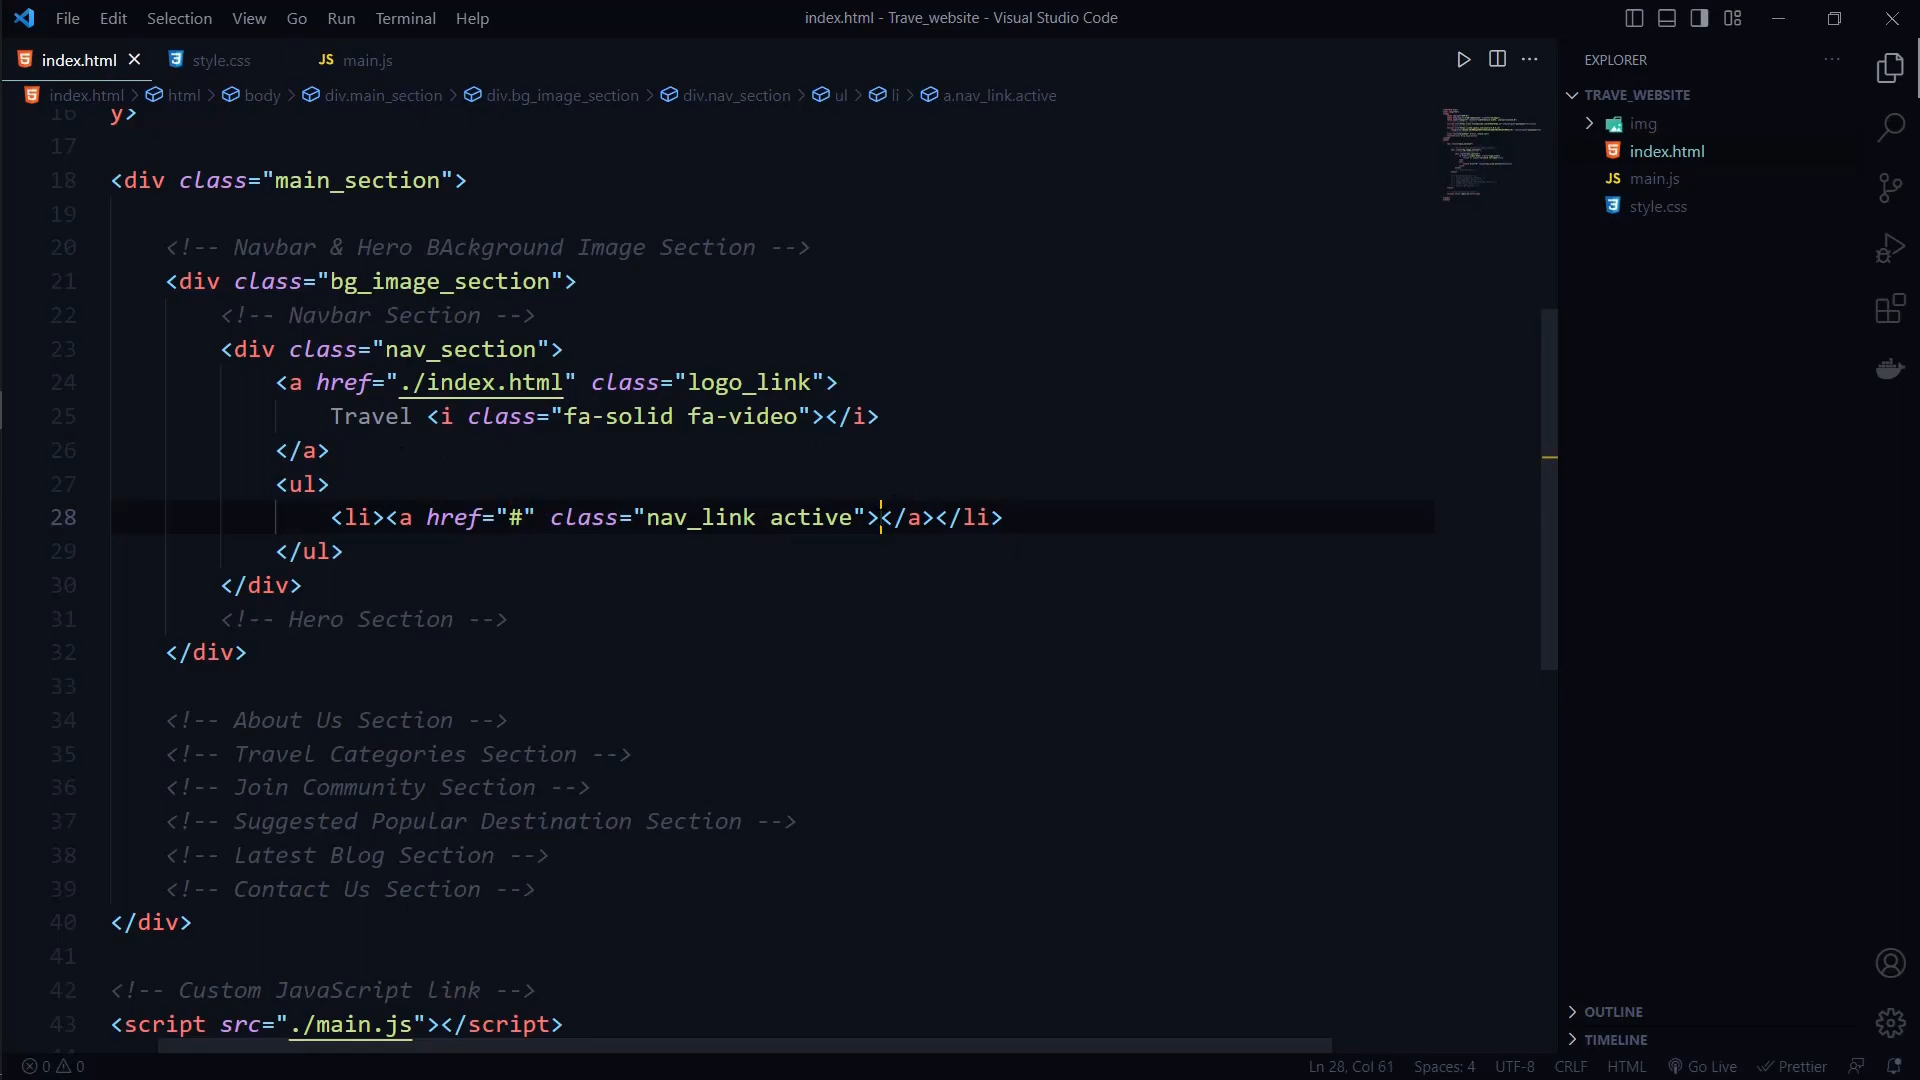 File Edit Selection View Go Run Terminal Help
index.html - Trave_website - Visual Studio Code
index.html style.css JS main.js
index.html > html > body > div.main_section > div.bg_image_section > div.nav_section > ul > li > a.nav_link.active
16 y>
17
18 <div class="main_section">
19
20 <!-- Navbar & Hero BAckground Image Section -->
21 <div class="bg_image_section">
22 <!-- Navbar Section -->
23 <div class="nav_section">
24 <a href="./index.html" class="logo_link">
25 Travel <i class="fa-solid fa-video"></i>
26 </a>
27 <ul>
28 <li><a href="#" class="nav_link active"></a></li>
29 </ul>
30 </div>
31 <!-- Hero Section -->
32 </div>
33
34 <!-- About Us Section -->
35 <!-- Travel Categories Section -->
36 <!-- Join Community Section -->
37 <!-- Suggested Popular Destination Section -->
38 <!-- Latest Blog Section -->
39 <!-- Contact Us Section -->
40 </div>
41
42 <!-- Custom JavaScript link -->
43 <script src="./main.js"></script>
EXPLORER
TRAVE_WEBSITE
img
index.html
JS main.js
style.css
OUTLINE
TIMELINE
0 0
Ln 28, Col 61 Spaces: 4 UTF-8 CRLF HTML Go Live Prettier